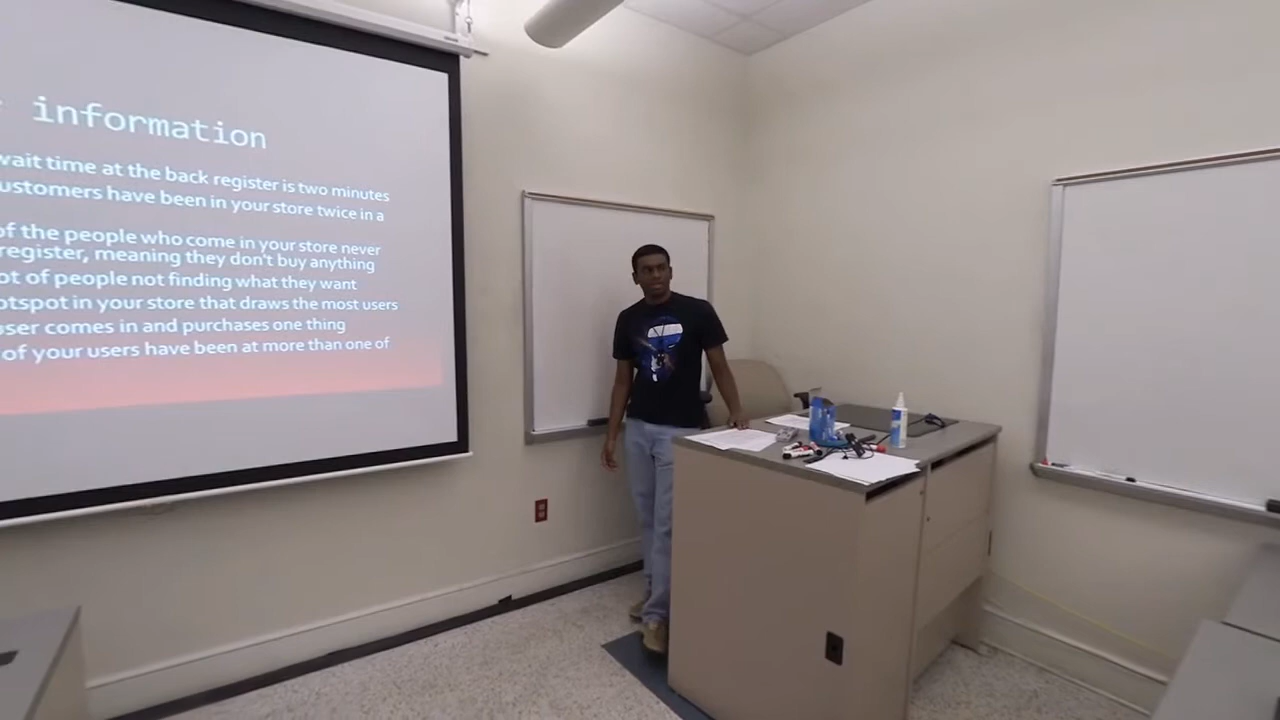 information
wait time at the back register is two minutes
customers have been in your store twice in a
of the people who come in your store never
register, meaning they don't buy anything
of people not finding what they want
in your store that draws the most users
user comes in and purchases one thing
of your users have been at more than one of